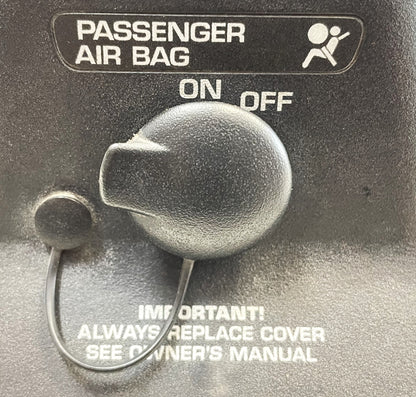 PASSENGER
AIR BAG
ON OFF
IMPORTANT!
ALWAYS REPLACE COVER
SEE OWNER'S MANUAL